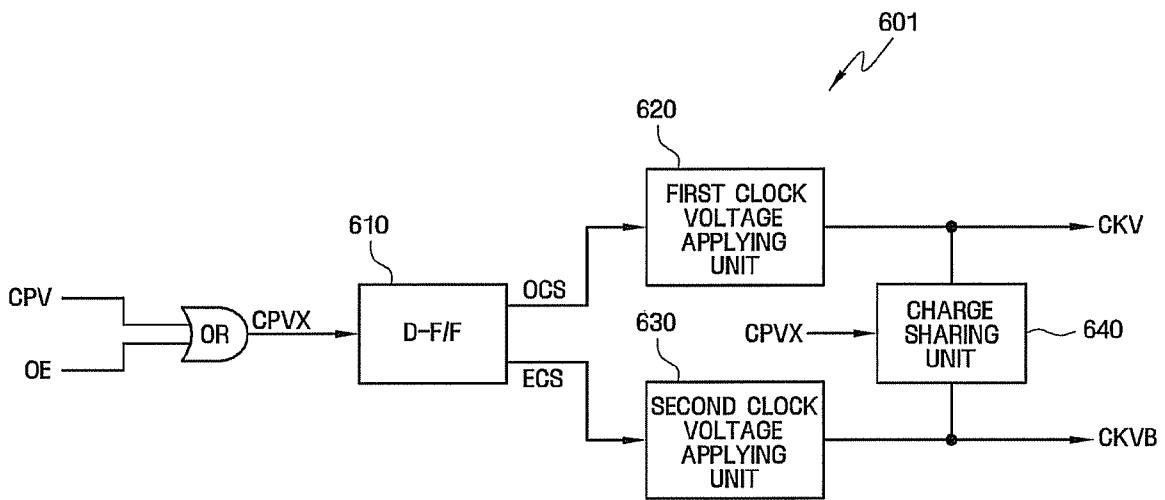 601
620
FIRST CLOCK
VOLTAGE
APPLYING
UNIT
CKV
610
OCS
CPV
OR
CPVX
D-F/F
OE
ECS
630
CPVX
CHARGE
SHARING
UNIT
640
SECOND CLOCK
VOLTAGE
APPLYING
UNIT
CKVB